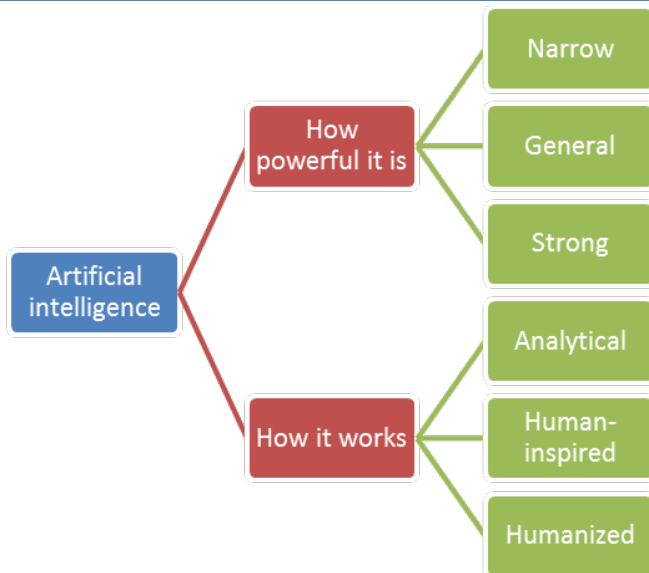 Artificial
intelligence
How
powerful it is
Narrow
General
Strong
How it works
Analytical
Human-
inspired
Humanized